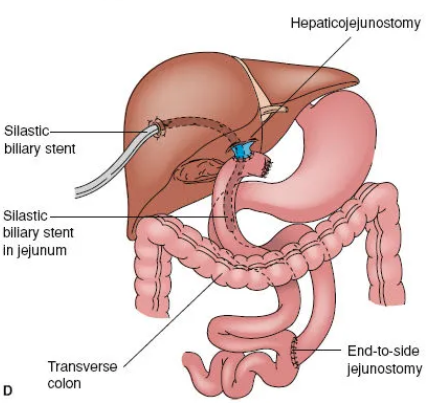 Hepaticojejunostomy
Silastic
biliary stent
Silastic
biliary stent
in jejunum
Transverse
colon
End-to-side
jejunostomy
D